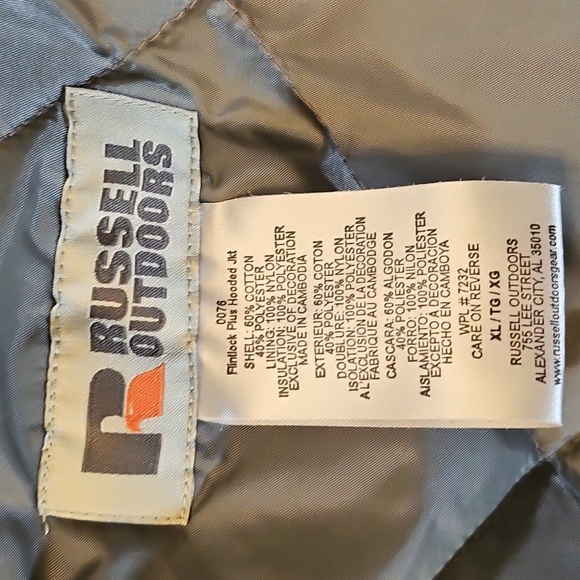 RUSSELL
OUTDOORS
0076
Flintlock Plus Hooded Jkt
SHELL: 60% COTTON
40% POLYESTER
LINING: 100% NYLON
INSULATION: 100% POLYESTER
EXCLUSIVE OF DECORATION
MADE IN CAMBODIA
EXTERIEUR: 60% COTON
40% POLYESTER
DOUBLURE: 100% NYLON
ISOLATION: 100% POLYESTER
A L'EXCLUSION DE LA DECORATION
FABRIQUE AU CAMBODGE
CASCARA: 60% ALGODON
40% POLIESTER
FORRO: 100% NILON
AISLAMIENTO: 100% POLIESTER
EXCEPTO DECORACION
HECHO EN CAMBOYA
WPL # 7232
CARE ON REVERSE
XL/TG/XG
RUSSELL OUTDOORS
755 LEE STREET
ALEXANDER CITY, AL 35010
www.russelloutdoorsgear.com